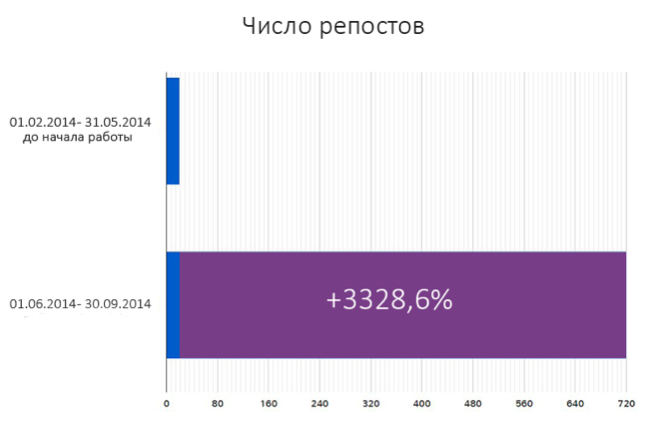 Число репостов
01.02.2014- 31.05.2014
до начала работы
+3328,6%
01.06.2014- 30.09.2014
0 80 160 240 320 400 480 560 640 720